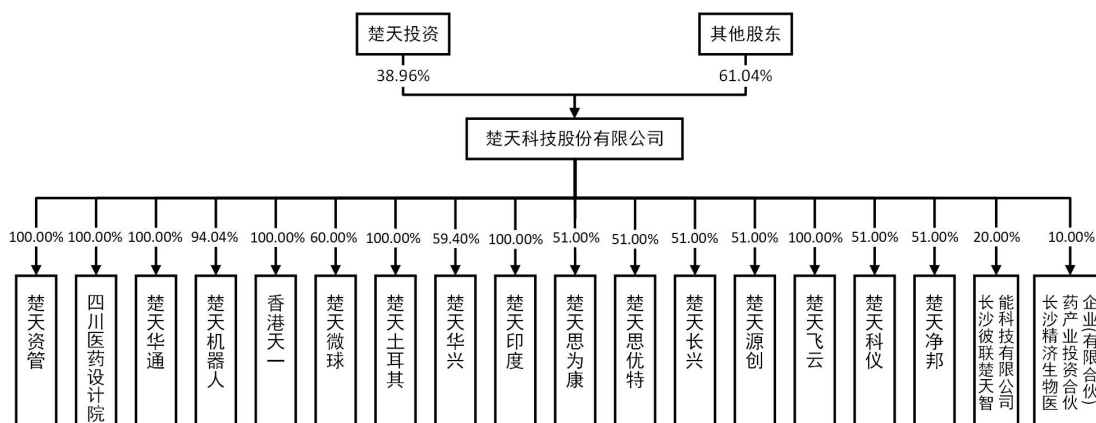 楚天投资
其他股东
38.96%
61.04%
楚天科技股份有限公司
100.00%
100.00%
100.00%
94.04%
100.00%
60.00%
100.00%
59.40%
100.00%
51.00%
51.00%
51.00%
51.00%
100.00%
51.00%
51.00%
20.00%
10.00%
楚天资管
四川医药设计院
楚天华通
楚天机器人
香港天一
楚天微球
楚天土耳其
楚天华兴
楚天印度
楚天思为康
楚天思优特
楚天长兴
楚天源创
楚天飞云
楚天科仪
楚天净邦
长沙彼联楚天智
能科技有限公司
长沙精济生物医
药产业投资合伙
企业(有限合伙)